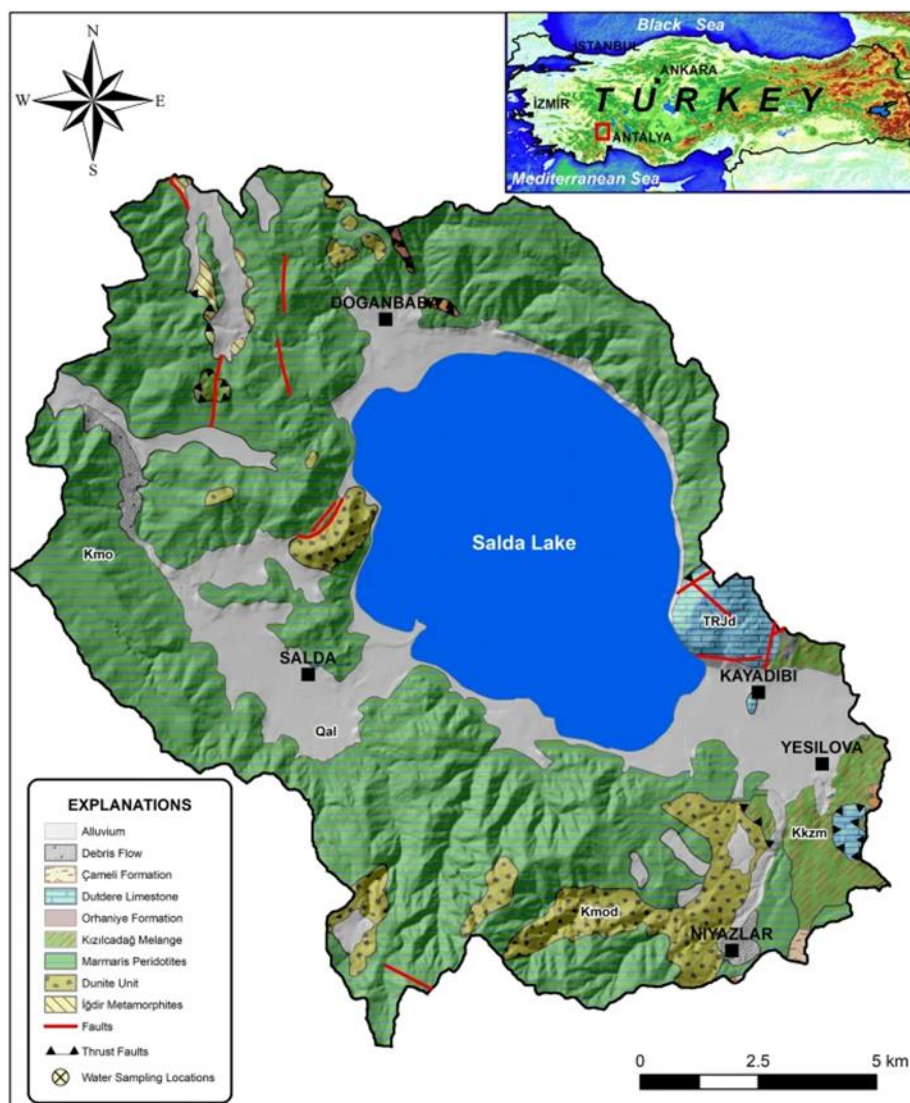 N
W
E
S
Black Sea
İSTANBUL
ANKARA
İZMİR
TURKEY
ANTALYA
Mediterranean Sea
DOGANBABA
Salda Lake
Kmo
TRJd
SALDA
KAYADIBI
Qal
YESILOVA
Kkzm
Kmod
NIYAZLAR
EXPLANATIONS
Alluvium
Debris Flow
Çameli Formation
Dutdere Limestone
Orhaniye Formation
Kızılcadağ Melange
Marmaris Peridotites
Dunite Unit
İğdir Metamorphites
Faults
Thrust Faults
Water Sampling Locations
0
2.5
5 km